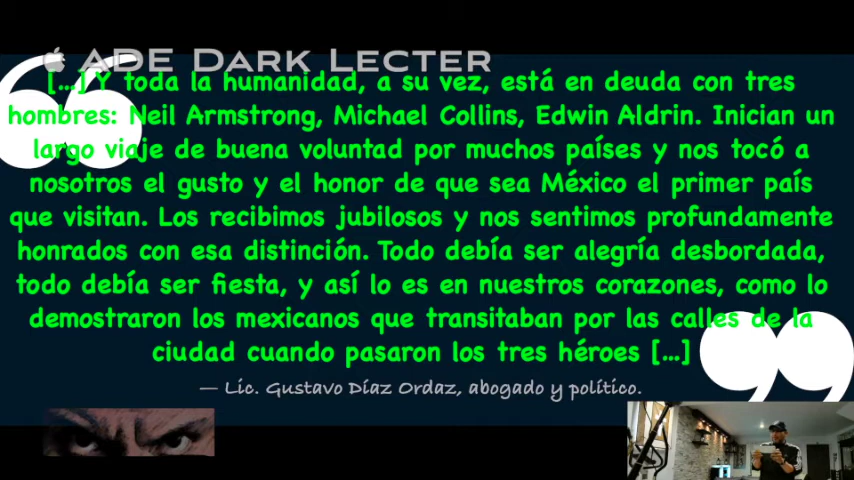 ADE DARK LECTER
[...] Y toda la humanidad, a su vez, está en deuda con tres
hombres: Neil Armstrong, Michael Collins, Edwin Aldrin. Inician un
largo viaje de buena voluntad por muchos países y nos tocó a
nosotros el gusto y el honor de que sea México el primer país
que visitan. Los recibimos jubilosos y nos sentimos profundamente
honrados con esa distinción. Todo debía ser alegría desbordada,
todo debía ser fiesta, y así lo es en nuestros corazones, como lo
demostraron los mexicanos que transitaban por las calles de la
ciudad cuando pasaron los tres héroes [...]
— Lic. Gustavo Díaz Ordaz, abogado y político.